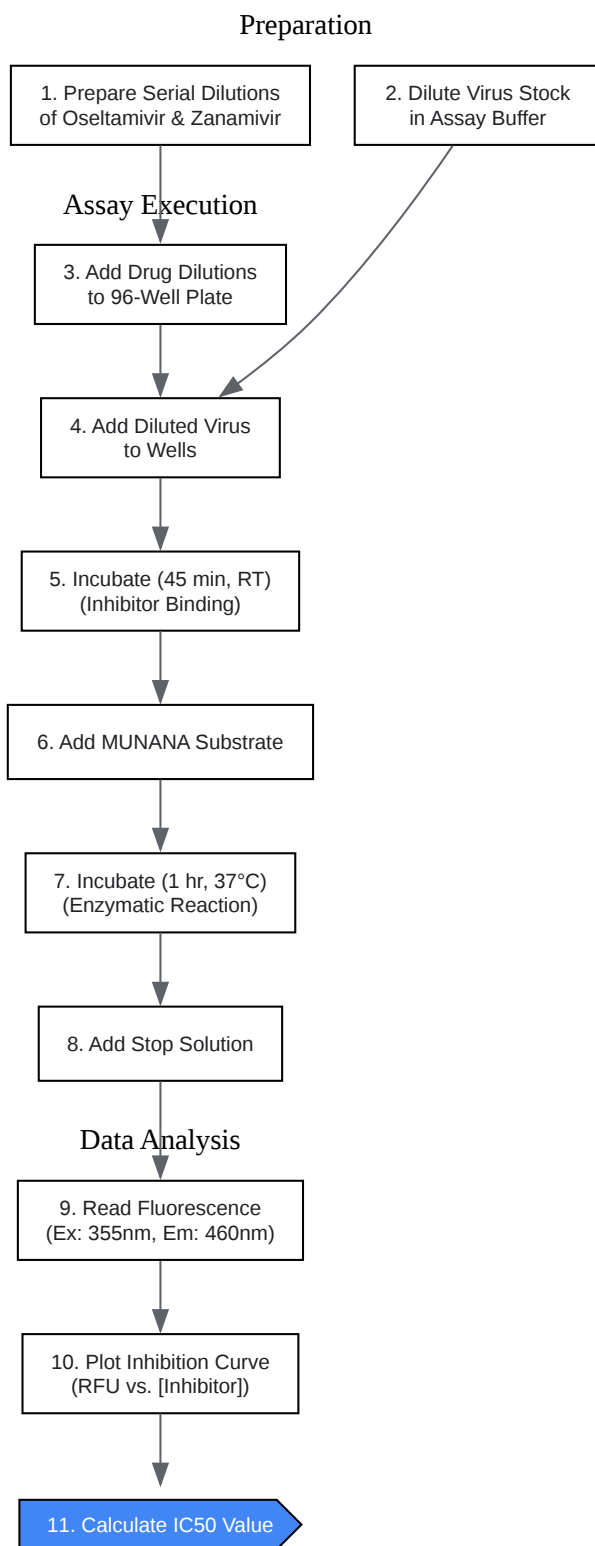 Preparation
1. Prepare Serial Dilutions
of Oseltamivir & Zanamivir
2. Dilute Virus Stock
in Assay Buffer
Assay Execution
3. Add Drug Dilutions
to 96-Well Plate
4. Add Diluted Virus
to Wells
5. Incubate (45 min, RT)
(Inhibitor Binding)
6. Add MUNANA Substrate
7. Incubate (1 hr, 37°C)
(Enzymatic Reaction)
8. Add Stop Solution
Data Analysis
9. Read Fluorescence
(Ex: 355nm, Em: 460nm)
10. Plot Inhibition Curve
(RFU vs. [Inhibitor])
11. Calculate IC50 Value